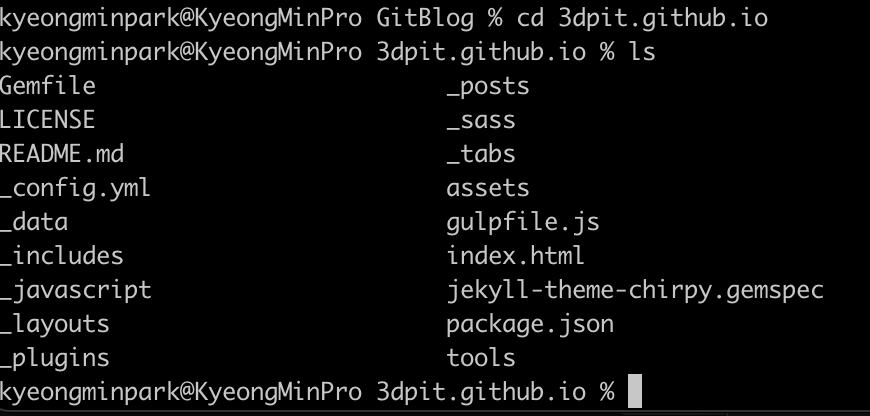 kyeongminpark@KyeongMinPro GitBlog % cd 3dpit.github.io
kyeongminpark@KyeongMinPro 3dpit.github.io % ls
Gemfile _posts
LICENSE _sass
README.md _tabs
_config.yml assets
_data gulpfile.js
_includes index.html
_javascript jekyll-theme-chirpy.gemspec
_layouts package.json
_plugins tools
kyeongminpark@KyeongMinPro 3dpit.github.io %